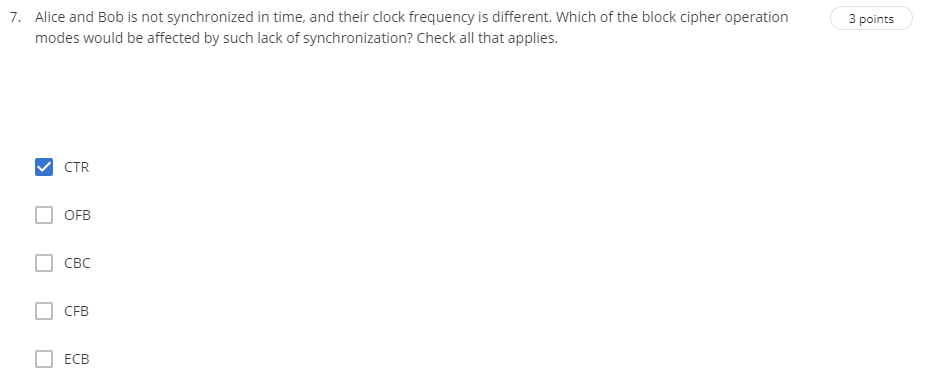 7. Alice and Bob is not synchronized in time, and their clock frequency is different. Which of the block cipher operation
modes would be affected by such lack of synchronization? Check all that applies.
3 points
CTR
OFB
CBC
CFB
ECB